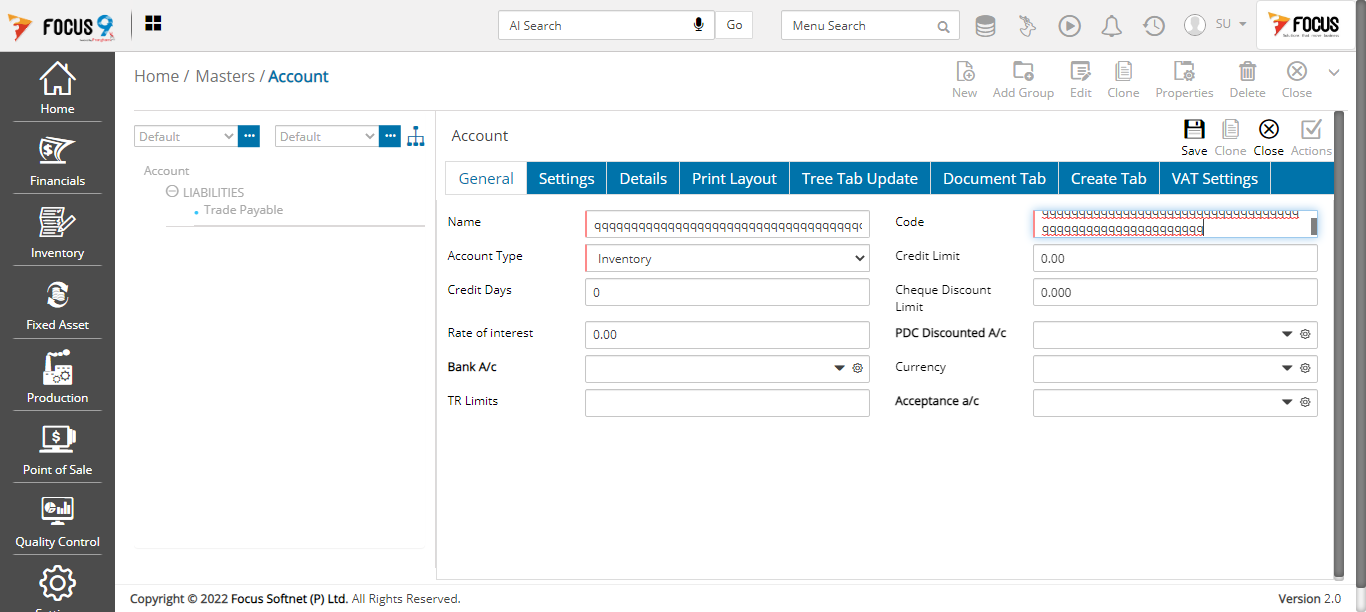 FOCUS 9
AI Search
Go
Menu Search
SU
FOCUS
Home
Financials
Inventory
Fixed Asset
Production
Point of Sale
Quality Control
Home / Masters / Account
New
Add Group
Edit
Clone
Properties
Delete
Close
Default
Default
Account
LIABILITIES
Trade Payable
Account
Save
Clone
Close
Actions
General
Settings
Details
Print Layout
Tree Tab Update
Document Tab
Create Tab
VAT Settings
Name
Code
Account Type
Inventory
Credit Limit
0.00
Credit Days
0
Cheque Discount
Limit
0.000
Rate of interest
0.00
PDC Discounted A/c
Bank A/c
Currency
TR Limits
Acceptance a/c
Copyright © 2022 Focus Softnet (P) Ltd. All Rights Reserved.
Version 2.0